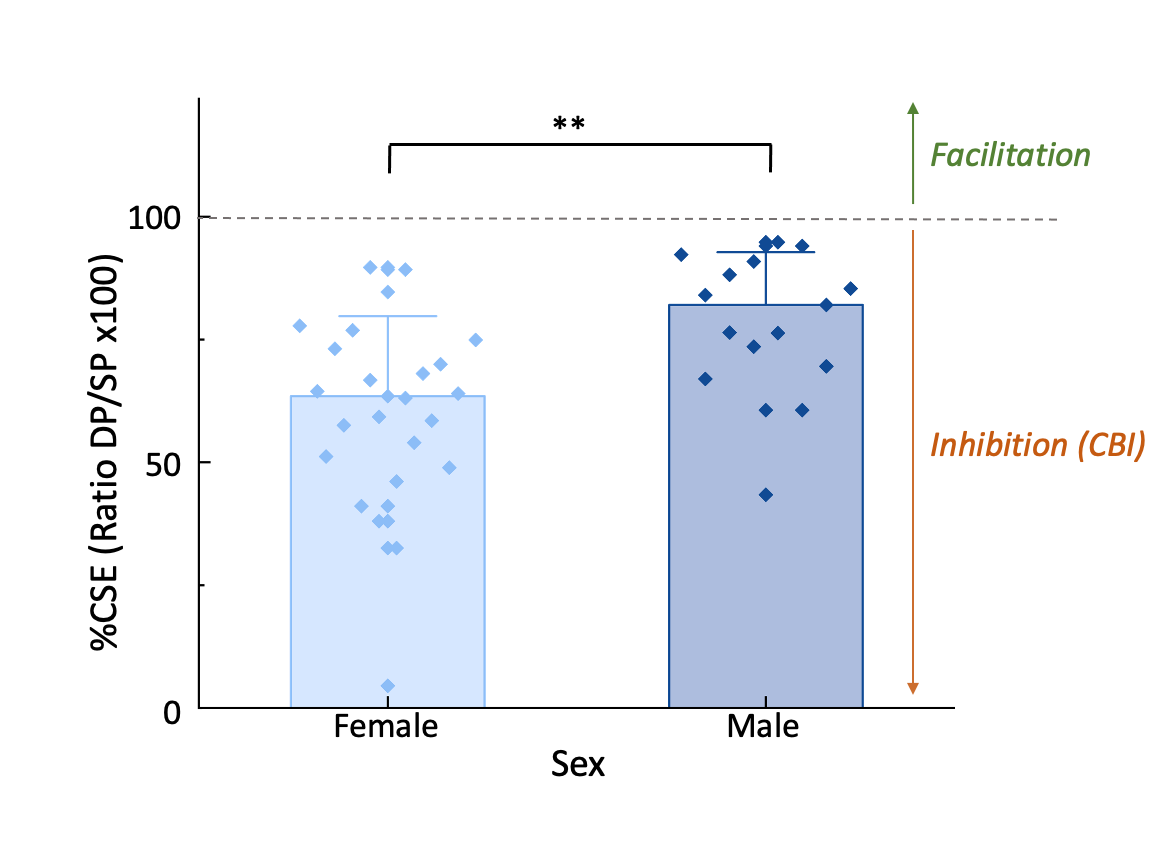 **
Facilitation
100
%CSE (Ratio DP/SP x100)
50
Inhibition (CBI)
0
Female
Male
Sex